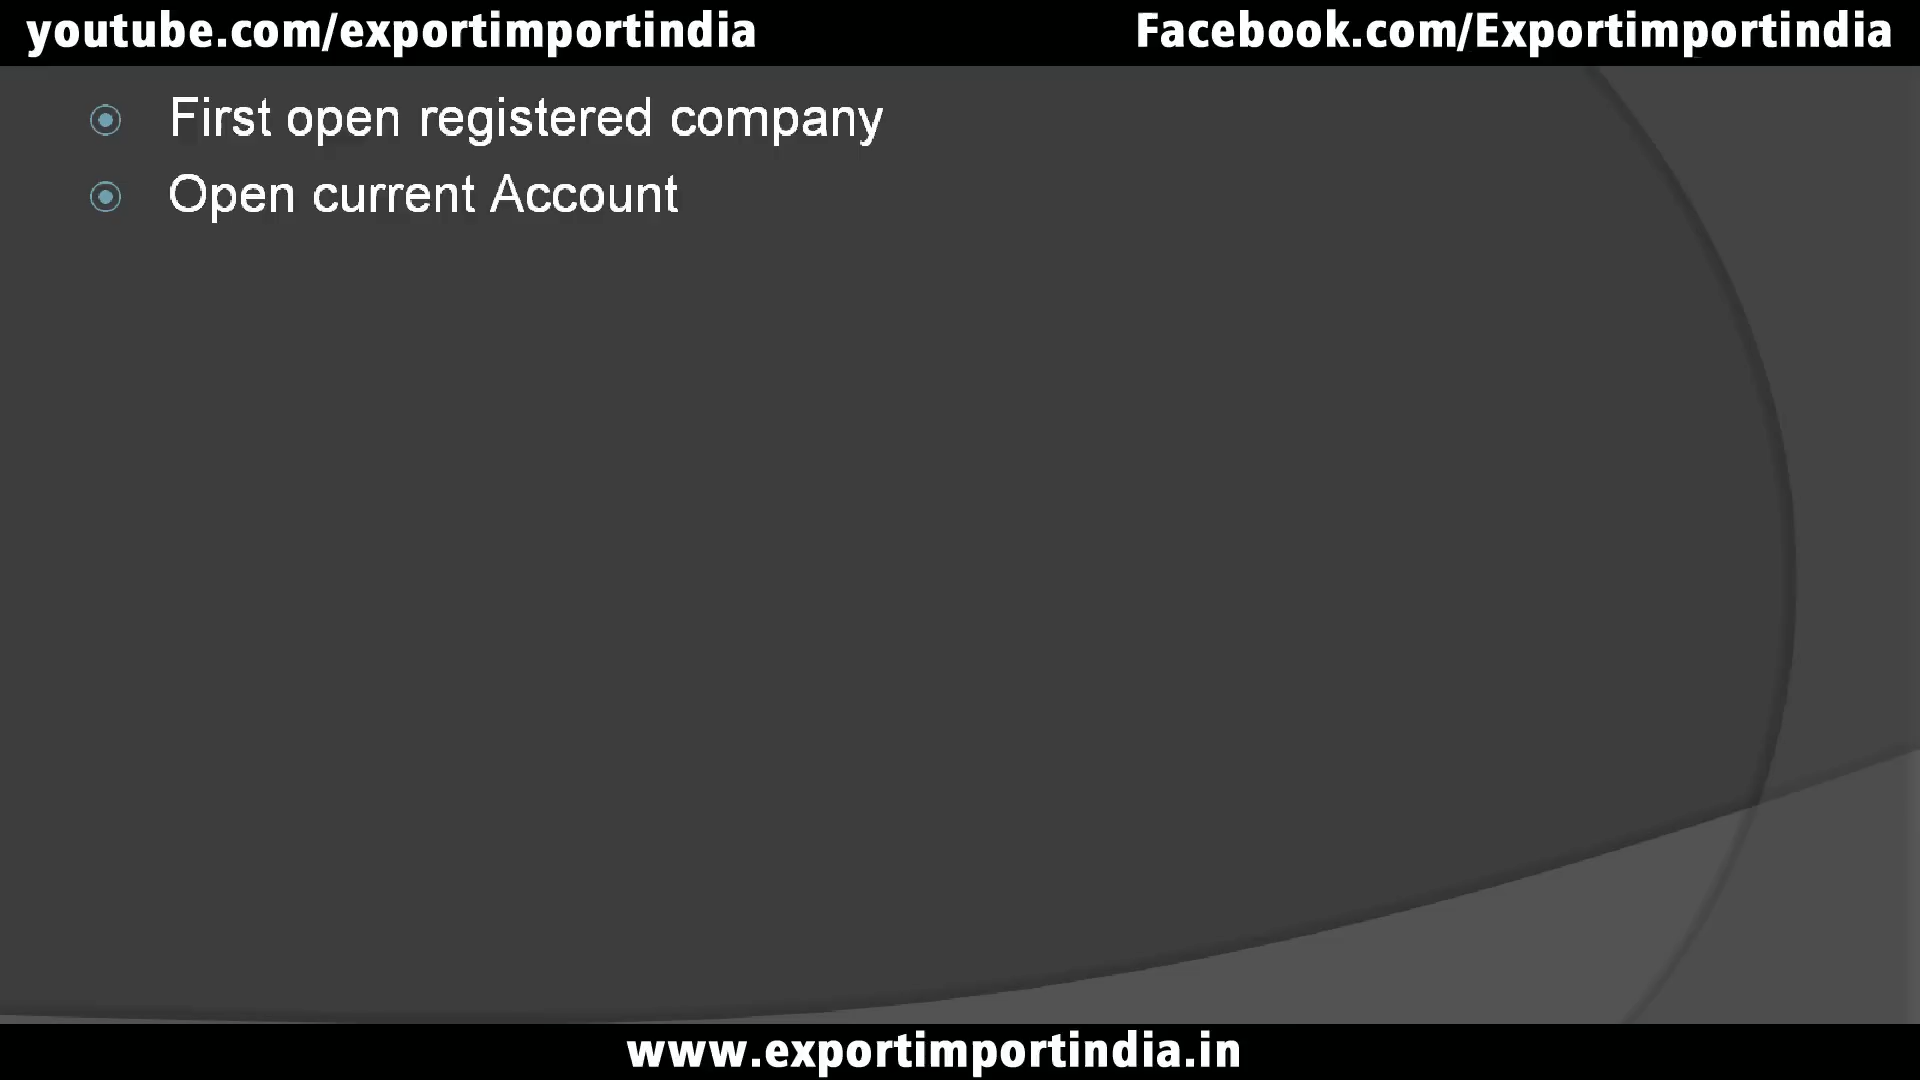 youtube.com/exportimportindia
Facebook.com/Exportimportindia
First open registered company
Open current Account
www.exportimportindia.in